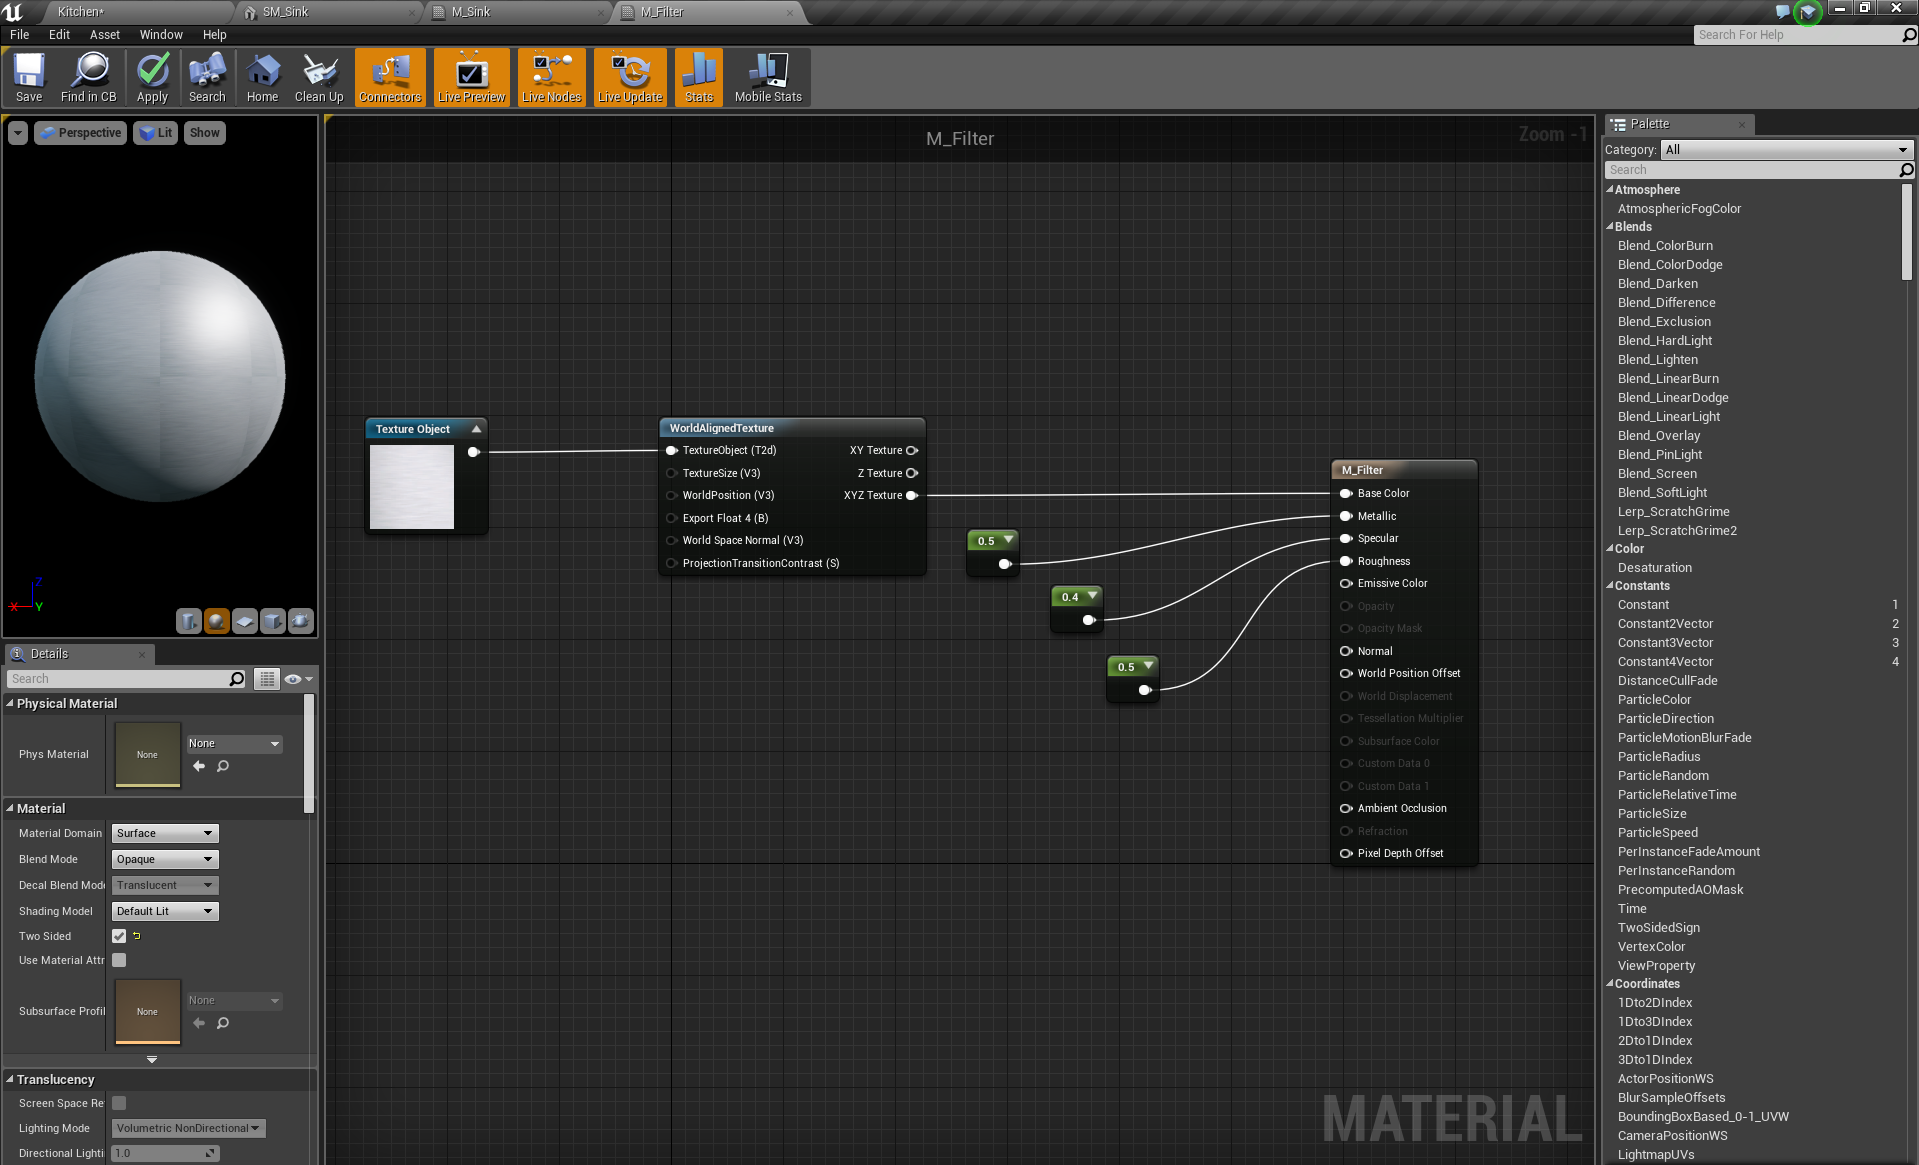 Kitchen*
SM_Sink
M_Sink
M_Filter
File Edit Asset Window Help
Search For Help
Save
Find in CB
Apply
Search
Home
Clean Up
Connectors
Live Preview
Live Nodes
Live Update
Stats
Mobile Stats
Perspective
Lit
Show
Z
X
Y
M_Filter
Zoom -1
Texture Object
WorldAlignedTexture
TextureObject (T2d)
XY Texture
TextureSize (V3)
Z Texture
WorldPosition (V3)
XYZ Texture
Export Float 4 (B)
World Space Normal (V3)
ProjectionTransitionContrast (S)
0.5
0.4
0.5
M_Filter
Base Color
Metallic
Specular
Roughness
Emissive Color
Opacity
Opacity Mask
Normal
World Position Offset
World Displacement
Tessellation Multiplier
Subsurface Color
Custom Data 0
Custom Data 1
Ambient Occlusion
Refraction
Pixel Depth Offset
MATERIAL
Details
Search
Physical Material
Phys Material
None
None
Material
Material Domain
Surface
Blend Mode
Opaque
Decal Blend Mode
Translucent
Shading Model
Default Lit
Two Sided
Use Material Attr
Subsurface Profil
None
None
Translucency
Screen Space Re
Lighting Mode
Volumetric NonDirectional
Directional Lighti
1.0
Palette
Category: All
Search
Atmosphere
AtmosphericFogColor
Blends
Blend_ColorBurn
Blend_ColorDodge
Blend_Darken
Blend_Difference
Blend_Exclusion
Blend_HardLight
Blend_Lighten
Blend_LinearBurn
Blend_LinearDodge
Blend_LinearLight
Blend_Overlay
Blend_PinLight
Blend_Screen
Blend_SoftLight
Lerp_ScratchGrime
Lerp_ScratchGrime2
Color
Desaturation
Constants
Constant 1
Constant2Vector 2
Constant3Vector 3
Constant4Vector 4
DistanceCullFade
ParticleColor
ParticleDirection
ParticleMotionBlurFade
ParticleRadius
ParticleRandom
ParticleRelativeTime
ParticleSize
ParticleSpeed
PerInstanceFadeAmount
PerInstanceRandom
PrecomputedAOMask
Time
TwoSidedSign
VertexColor
ViewProperty
Coordinates
1Dto2DIndex
1Dto3DIndex
2Dto1DIndex
3Dto1DIndex
ActorPositionWS
BlurSampleOffsets
BoundingBoxBased_0-1_UVW
CameraPositionWS
LightmapUVs